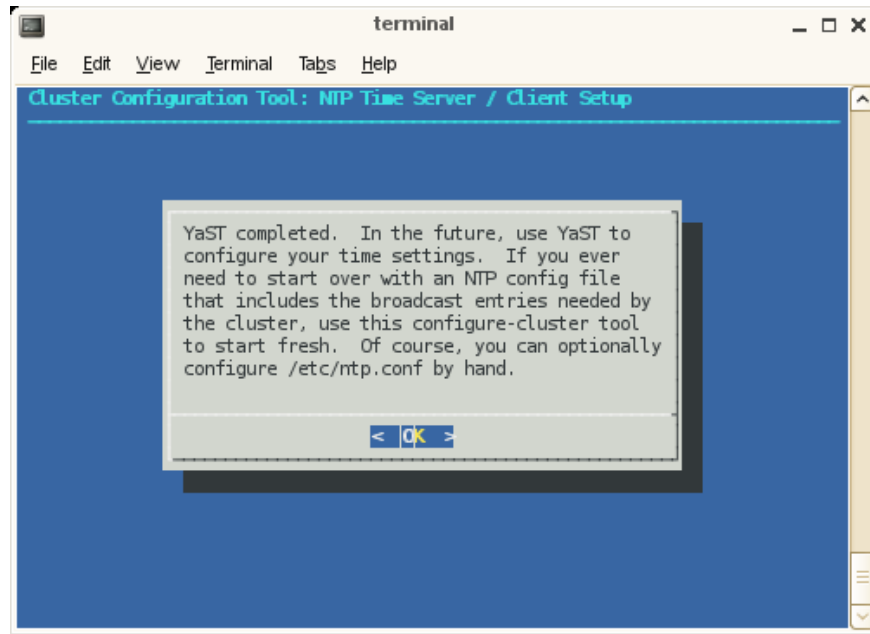 terminal
File Edit View Terminal Tabs Help
Cluster Configuration Tool: NTP Time Server / Client Setup
YaST completed.  In the future, use YaST to
configure your time settings.  If you ever
need to start over with an NTP config file
that includes the broadcast entries needed by
the cluster, use this configure-cluster tool
to start fresh.  Of course, you can optionally
configure /etc/ntp.conf by hand.
< OK >